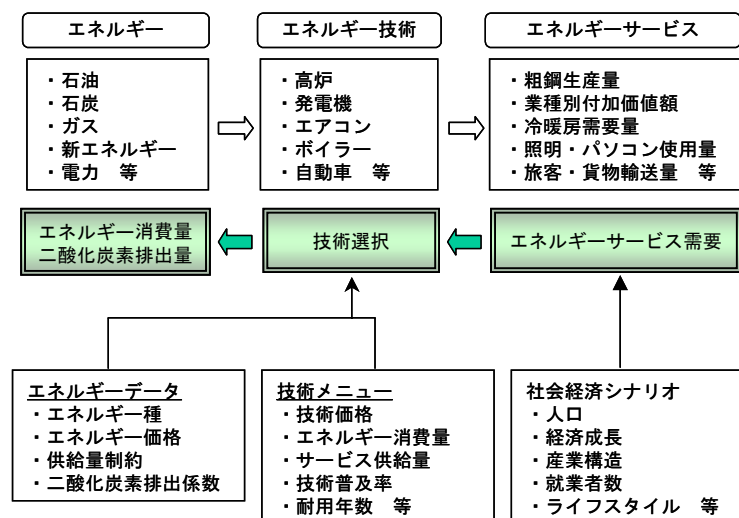 エネルギー
エネルギー技術
エネルギーサービス
・石油
・石炭
・ガス
・新エネルギー
・電力　等
・高炉
・発電機
・エアコン
・ボイラー
・自動車　等
・粗鋼生産量
・業種別付加価値額
・冷暖房需要量
・照明・パソコン使用量
・旅客・貨物輸送量　等
エネルギー消費量
二酸化炭素排出量
技術選択
エネルギーサービス需要
エネルギーデータ
・エネルギー種
・エネルギー価格
・供給量制約
・二酸化炭素排出係数
技術メニュー
・技術価格
・エネルギー消費量
・サービス供給量
・技術普及率
・耐用年数　等
社会経済シナリオ
・人口
・経済成長
・産業構造
・就業者数
・ライフスタイル　等